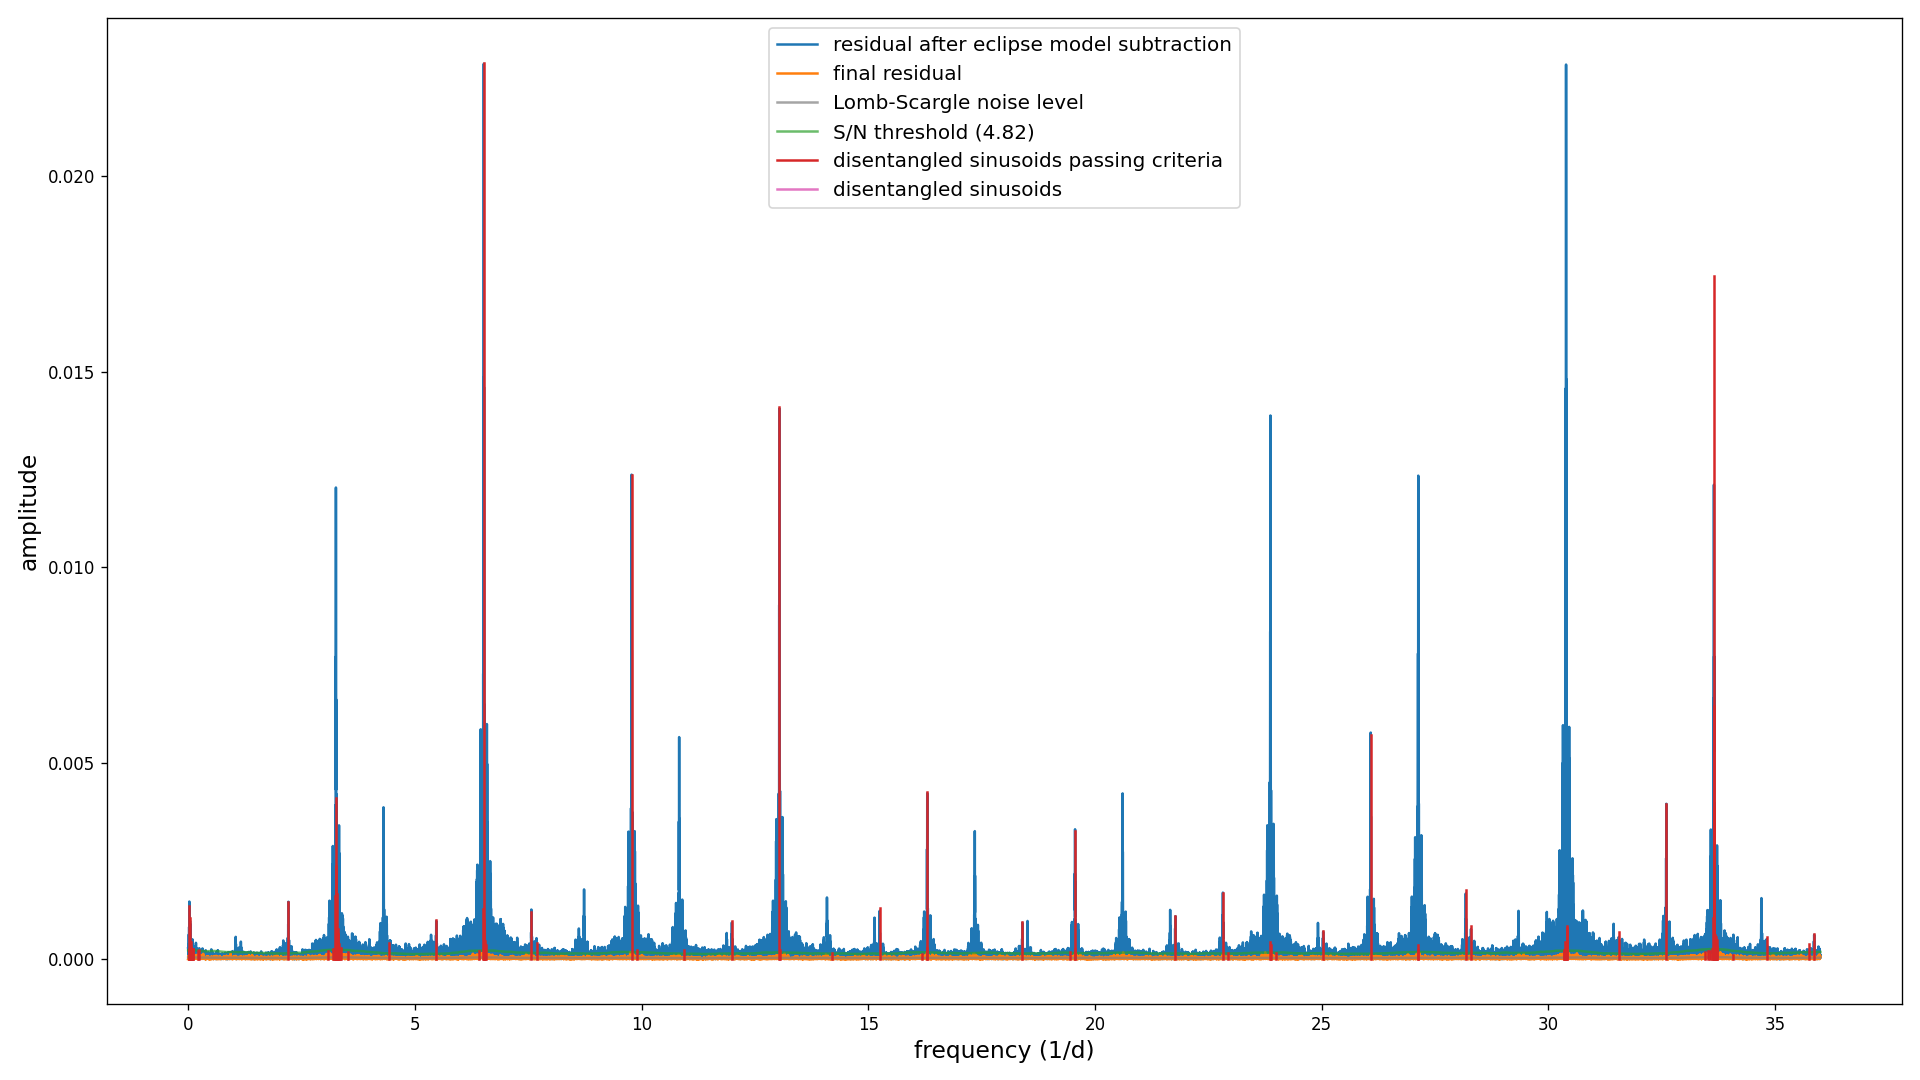 residual after eclipse model subtraction
final residual
Lomb-Scargle noise level
S/N threshold (4.82)
disentangled sinusoids passing criteria
disentangled sinusoids
0.020
0.015
0.010
0.005
0.000
amplitude
0 5 10 15 20 25 30 35
frequency (1/d)